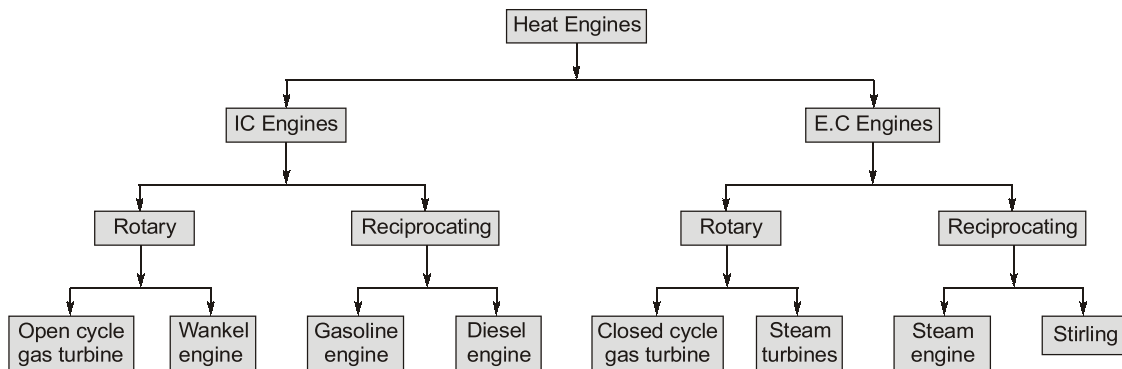 Heat Engines
IC Engines
E.C Engines
Rotary
Reciprocating
Rotary
Reciprocating
Open cycle
gas turbine
Wankel
engine
Gasoline
engine
Diesel
engine
Closed cycle
gas turbine
Steam
turbines
Steam
engine
Stirling